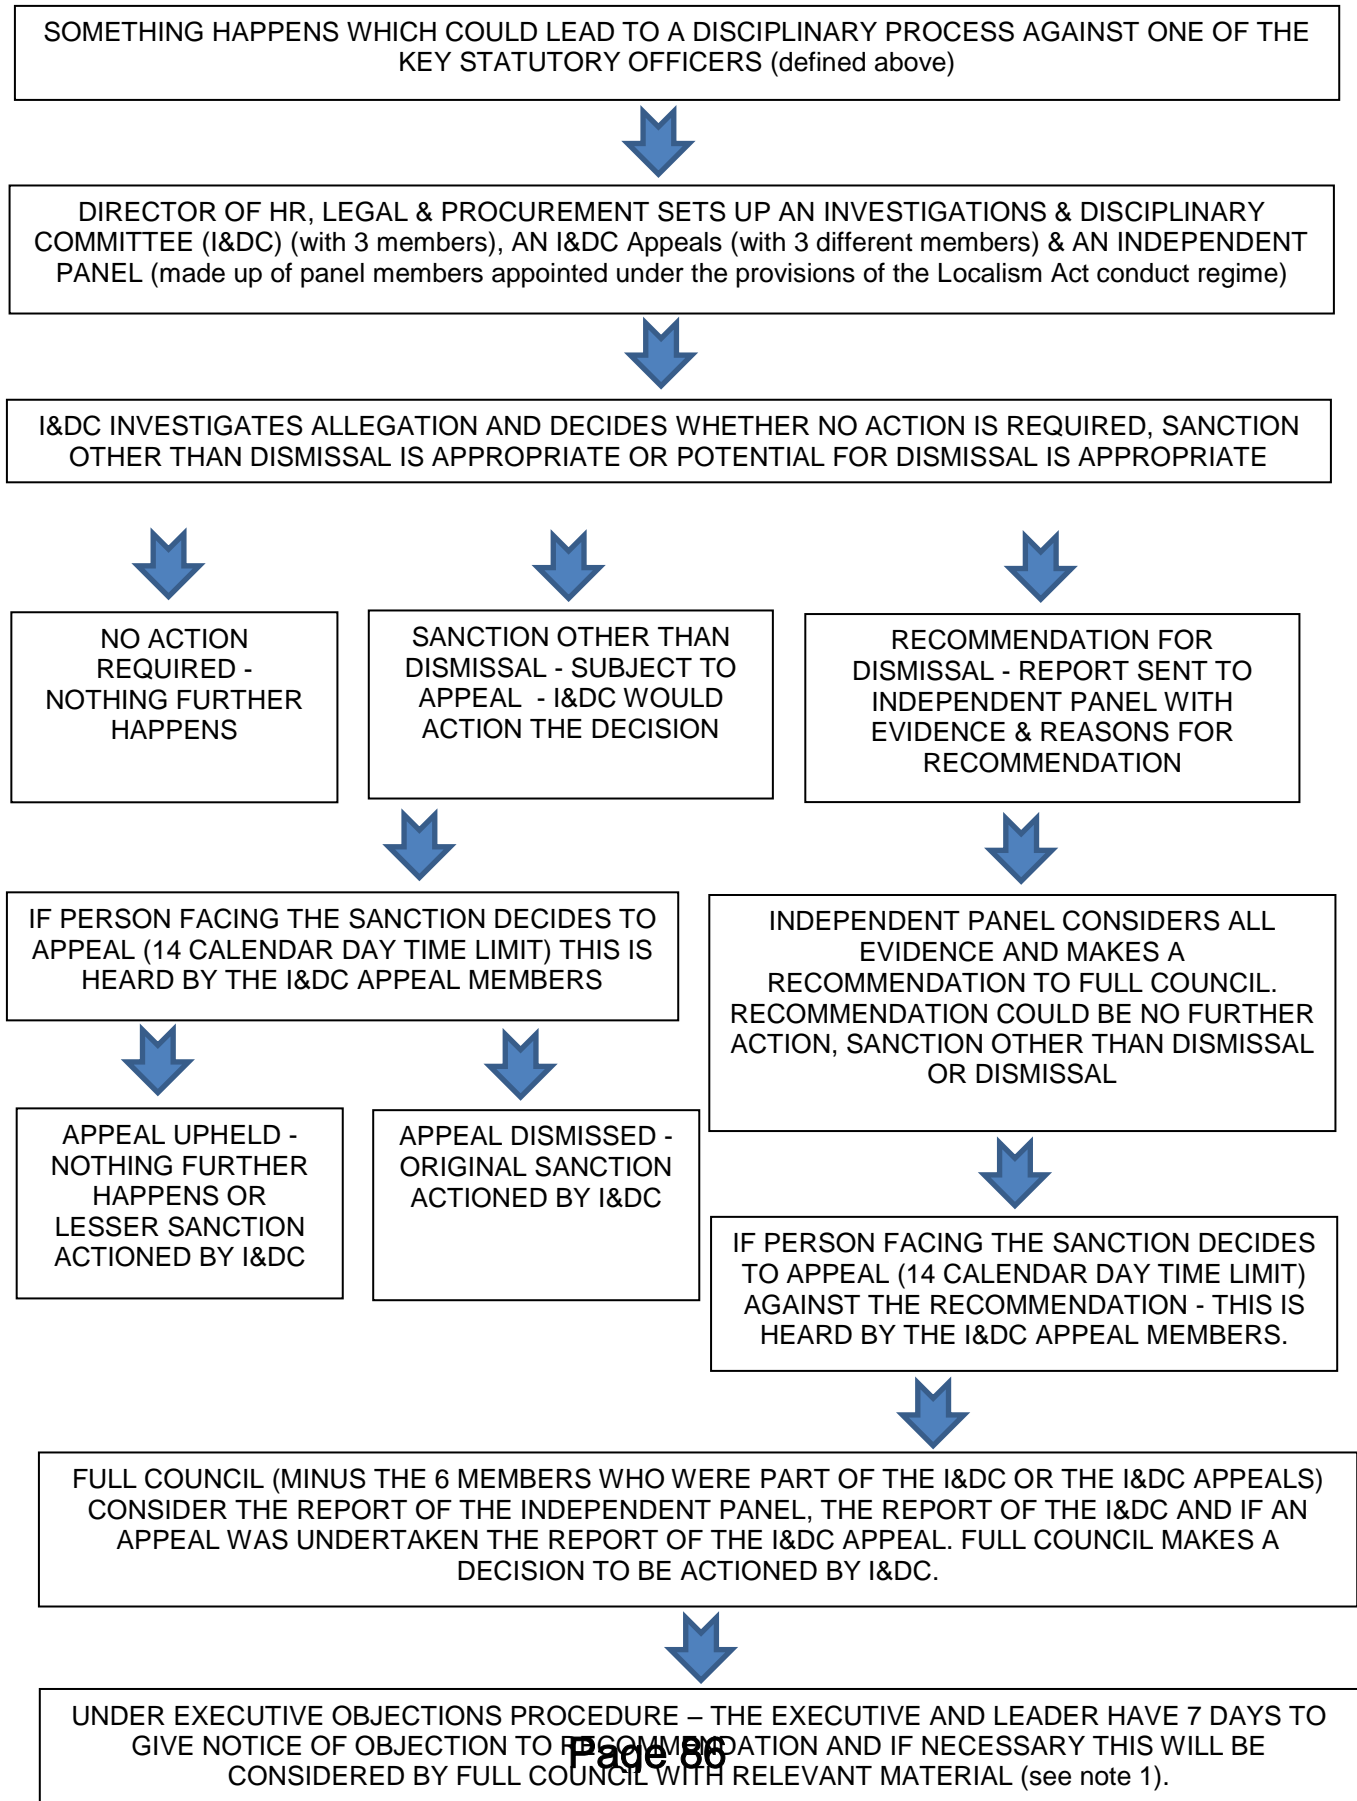 SOMETHING HAPPENS WHICH COULD LEAD TO A DISCIPLINARY PROCESS AGAINST ONE OF THE
KEY STATUTORY OFFICERS (defined above)
DIRECTOR OF HR, LEGAL & PROCUREMENT SETS UP AN INVESTIGATIONS & DISCIPLINARY
COMMITTEE (I&DC) (with 3 members), AN I&DC Appeals (with 3 different members) & AN INDEPENDENT
PANEL (made up of panel members appointed under the provisions of the Localism Act conduct regime)
I&DC INVESTIGATES ALLEGATION AND DECIDES WHETHER NO ACTION IS REQUIRED, SANCTION
OTHER THAN DISMISSAL IS APPROPRIATE OR POTENTIAL FOR DISMISSAL IS APPROPRIATE
NO ACTION
REQUIRED -
NOTHING FURTHER
HAPPENS
SANCTION OTHER THAN
DISMISSAL - SUBJECT TO
APPEAL - I&DC WOULD
ACTION THE DECISION
RECOMMENDATION FOR
DISMISSAL - REPORT SENT TO
INDEPENDENT PANEL WITH
EVIDENCE & REASONS FOR
RECOMMENDATION
IF PERSON FACING THE SANCTION DECIDES TO
APPEAL (14 CALENDAR DAY TIME LIMIT) THIS IS
HEARD BY THE I&DC APPEAL MEMBERS
INDEPENDENT PANEL CONSIDERS ALL
EVIDENCE AND MAKES A
RECOMMENDATION TO FULL COUNCIL.
RECOMMENDATION COULD BE NO FURTHER
ACTION, SANCTION OTHER THAN DISMISSAL
OR DISMISSAL
APPEAL UPHELD -
NOTHING FURTHER
HAPPENS OR
LESSER SANCTION
ACTIONED BY I&DC
APPEAL DISMISSED -
ORIGINAL SANCTION
ACTIONED BY I&DC
IF PERSON FACING THE SANCTION DECIDES
TO APPEAL (14 CALENDAR DAY TIME LIMIT)
AGAINST THE RECOMMENDATION - THIS IS
HEARD BY THE I&DC APPEAL MEMBERS.
FULL COUNCIL (MINUS THE 6 MEMBERS WHO WERE PART OF THE I&DC OR THE I&DC APPEALS)
CONSIDER THE REPORT OF THE INDEPENDENT PANEL, THE REPORT OF THE I&DC AND IF AN
APPEAL WAS UNDERTAKEN THE REPORT OF THE I&DC APPEAL. FULL COUNCIL MAKES A
DECISION TO BE ACTIONED BY I&DC.
UNDER EXECUTIVE OBJECTIONS PROCEDURE – THE EXECUTIVE AND LEADER HAVE 7 DAYS TO
GIVE NOTICE OF OBJECTION TO RECOMMONDATION AND IF NECESSARY THIS WILL BE
CONSIDERED BY FULL COUNCIL WITH RELEVANT MATERIAL (see note 1).
Page 86